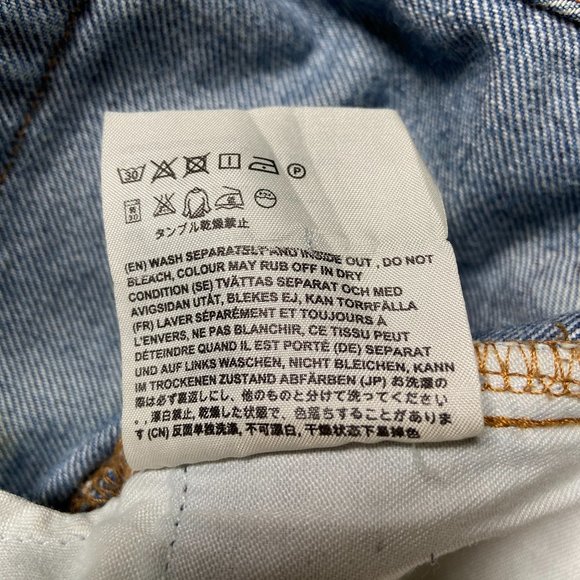 30
P
タンブル乾燥禁止
(EN) WASH SEPARATSELY AND INSIDE OUT , DO NOT
BLEACH, COLOUR MAY RUB OFF IN DRY
CONDITION (SE) TVÄTTAS SEPARAT OCH MED
AVIGSIDAN UTÅT, BLEKES EJ, KAN TORRFÄLLA
(FR) LAVER SÉPARÉMENT ET TOUJOURS À
L'ENVERS, NE PAS BLANCHIR, CE TISSU PEUT
DÉTEINDRE QUAND IL EST PORTÉ (DE) SEPARAT
UND AUF LINKS WASCHEN, NICHT BLEICHEN, KANN
IM TROCKENEN ZUSTAND ABFÄRBEN (JP) お洗濯の
際は必ず裏返しにし、他のものと分けて洗ってください
。, 漂白禁止, 乾燥した状態で、色落ちすることがありま
す (CN) 反面单独洗涤, 不可漂白, 干燥状态下里掉色